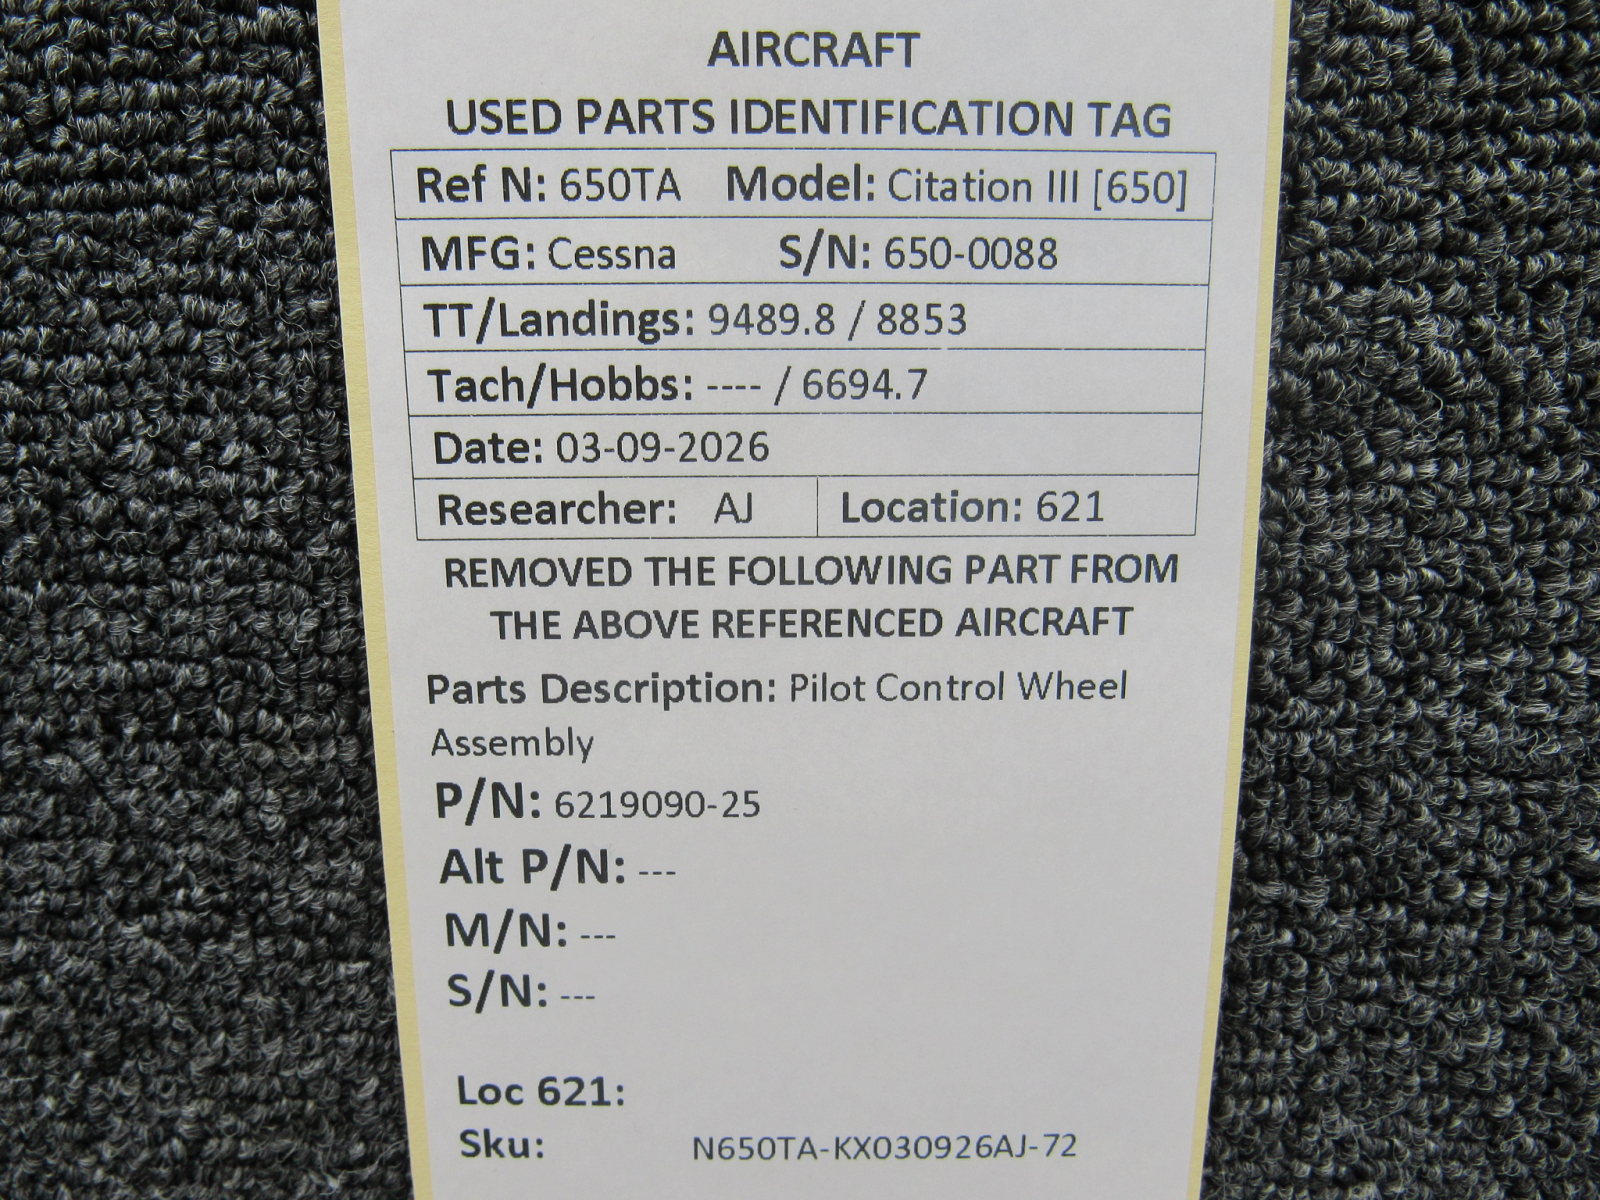 AIRCRAFT
USED PARTS IDENTIFICATION TAG
Ref N: 650TA Model: Citation III [650]
MFG: Cessna S/N: 650-0088
TT/Landings: 9489.8 / 8853
Tach/Hobbs: ---- / 6694.7
Date: 03-09-2026
Researcher: AJ Location: 621
REMOVED THE FOLLOWING PART FROM
THE ABOVE REFERENCED AIRCRAFT
Parts Description: Pilot Control Wheel
Assembly
P/N: 6219090-25
Alt P/N: ---
M/N: ---
S/N: ---
Loc 621:
Sku: N650TA-KX030926AJ-72